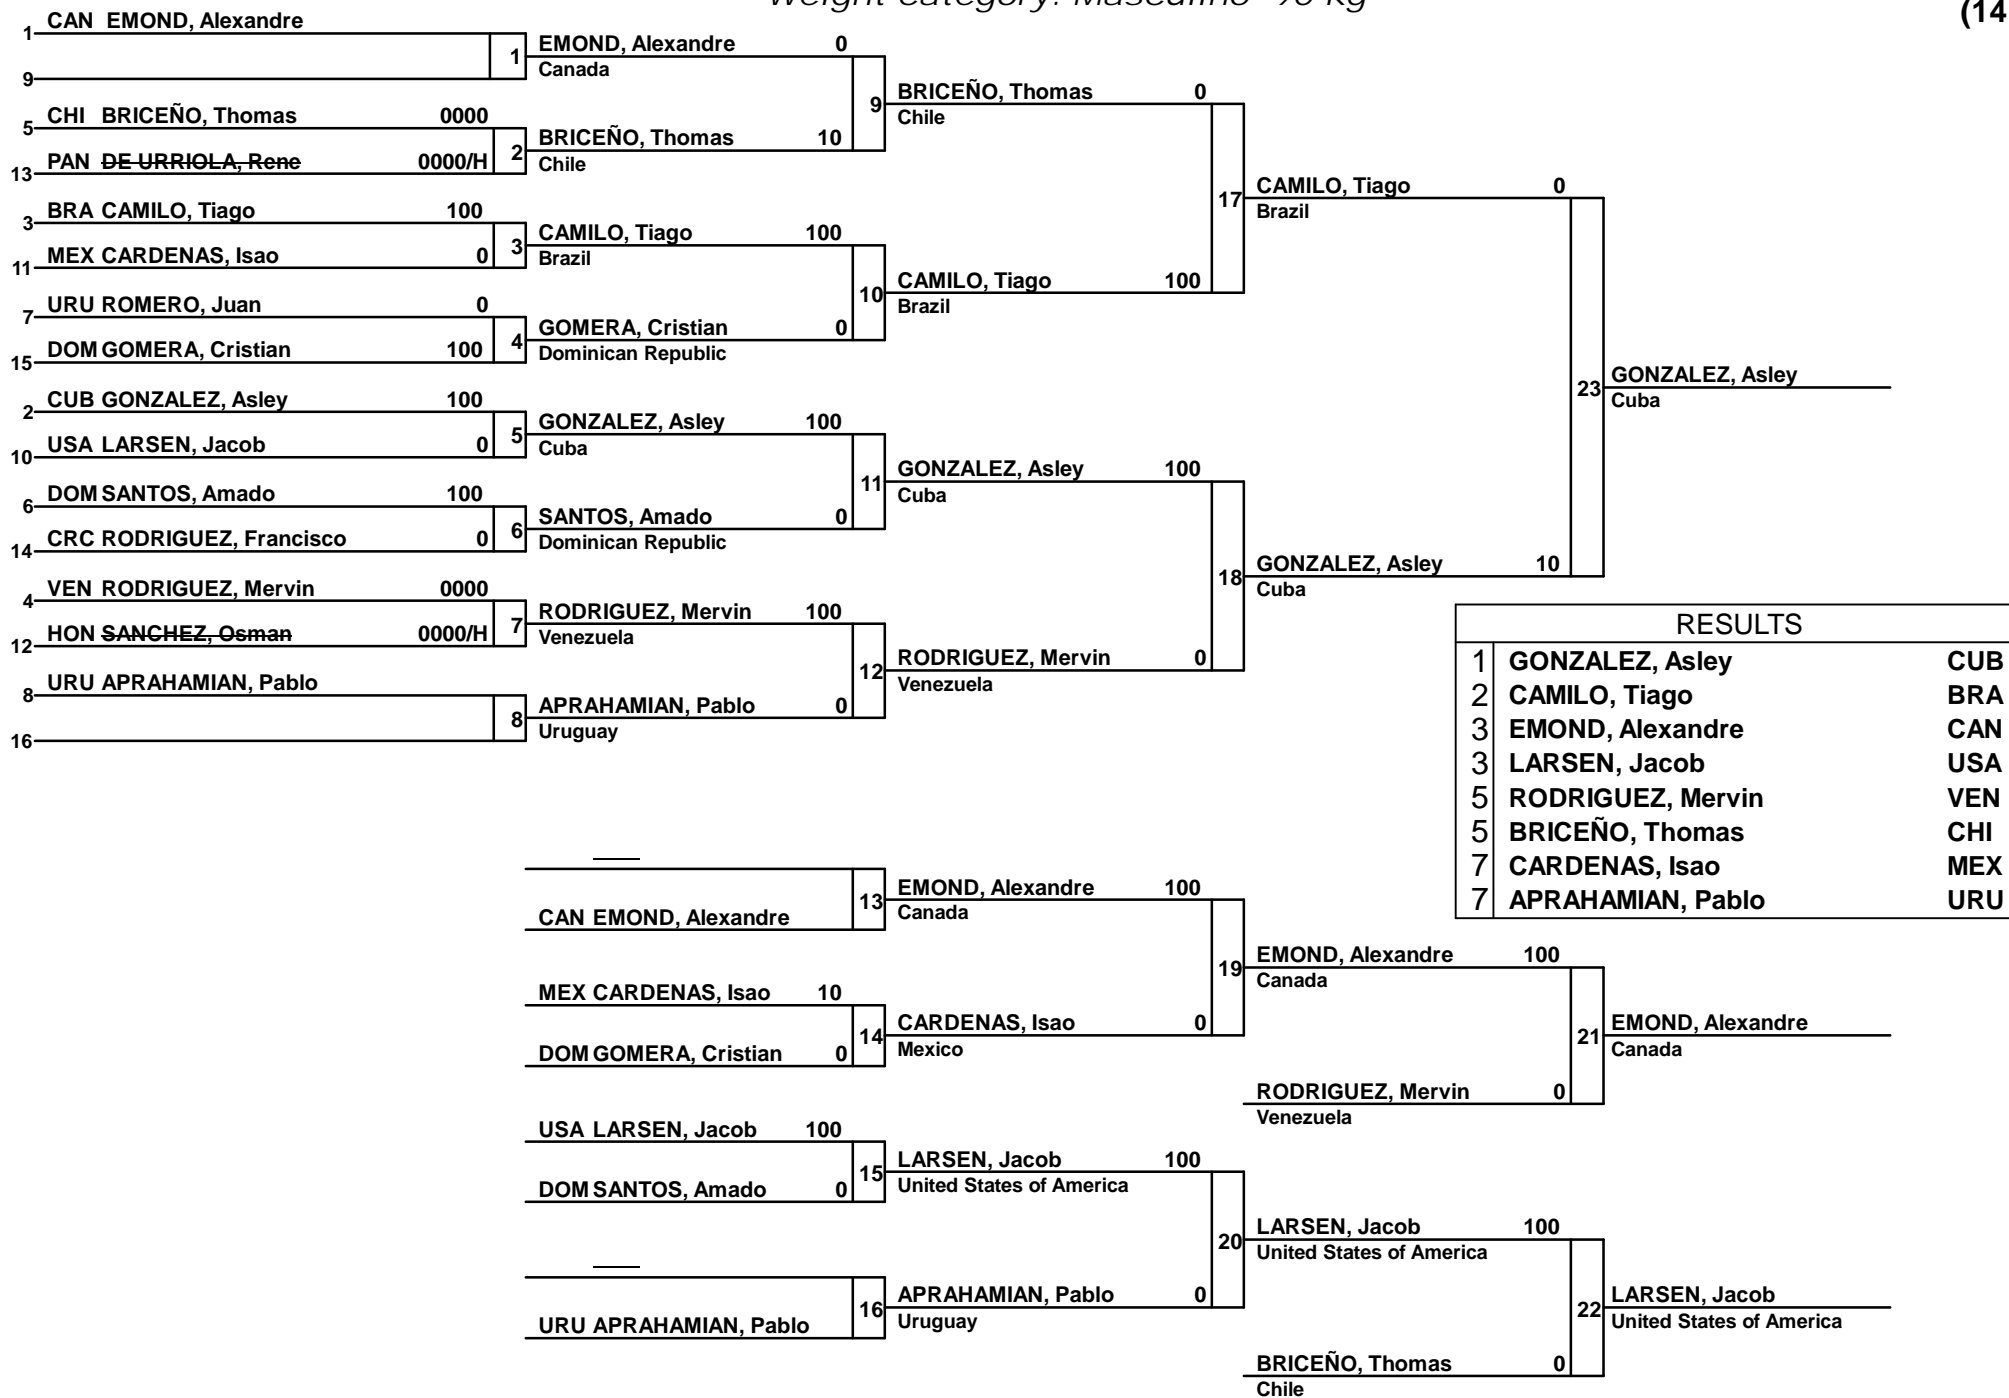 Weight category: Masculino -90 kg
(14
1 CAN EMOND, Alexandre
9
1
5 CHI BRICEÑO, Thomas 0000
13 PAN DE URRIOLA, Rene 0000/H
2
3 BRA CAMILO, Tiago 100
11 MEX CARDENAS, Isao 0
3
7 URU ROMERO, Juan 0
15 DOM GOMERA, Cristian 100
4
2 CUB GONZALEZ, Asley 100
10 USA LARSEN, Jacob 0
5
6 DOM SANTOS, Amado 100
14 CRC RODRIGUEZ, Francisco 0
6
4 VEN RODRIGUEZ, Mervin 0000
12 HON SANCHEZ, Osman 0000/H
7
8 URU APRAHAMIAN, Pablo
16
8
EMOND, Alexandre 0
Canada
9
BRICEÑO, Thomas 10
Chile
CAMILO, Tiago 100
Brazil
10
GOMERA, Cristian 0
Dominican Republic
GONZALEZ, Asley 100
Cuba
11
SANTOS, Amado 0
Dominican Republic
RODRIGUEZ, Mervin 100
Venezuela
12
APRAHAMIAN, Pablo 0
Uruguay
BRICEÑO, Thomas 0
Chile
17
CAMILO, Tiago 100
Brazil
GONZALEZ, Asley 100
Cuba
18
RODRIGUEZ, Mervin 0
Venezuela
CAMILO, Tiago 0
Brazil
23
GONZALEZ, Asley 10
Cuba
GONZALEZ, Asley
Cuba
RESULTS
1 GONZALEZ, Asley CUB
2 CAMILO, Tiago BRA
3 EMOND, Alexandre CAN
3 LARSEN, Jacob USA
5 RODRIGUEZ, Mervin VEN
5 BRICEÑO, Thomas CHI
7 CARDENAS, Isao MEX
7 APRAHAMIAN, Pablo URU
CAN EMOND, Alexandre
13
MEX CARDENAS, Isao 10
DOM GOMERA, Cristian 0
14
USA LARSEN, Jacob 100
DOM SANTOS, Amado 0
15
URU APRAHAMIAN, Pablo
16
EMOND, Alexandre 100
Canada
19
CARDENAS, Isao 0
Mexico
LARSEN, Jacob 100
United States of America
20
APRAHAMIAN, Pablo 0
Uruguay
EMOND, Alexandre 100
Canada
21
RODRIGUEZ, Mervin 0
Venezuela
LARSEN, Jacob 100
United States of America
22
BRICEÑO, Thomas 0
Chile
EMOND, Alexandre
Canada
LARSEN, Jacob
United States of America